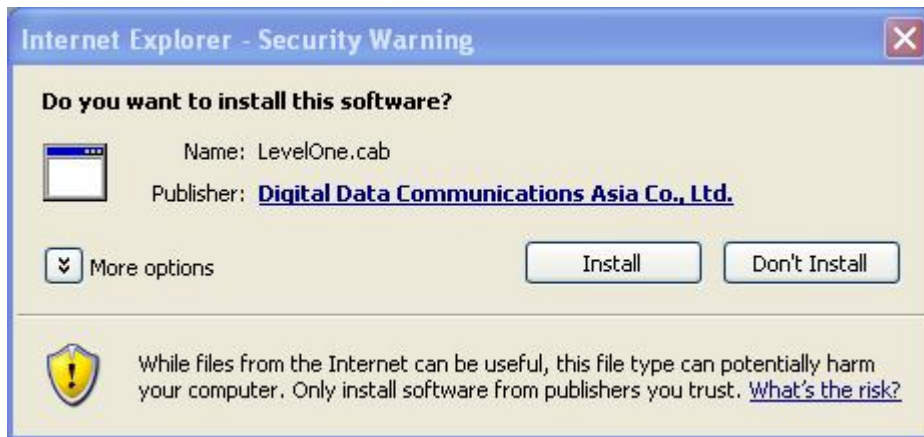 Internet Explorer - Security Warning
Do you want to install this software?
Name: LevelOne.cab
Publisher: Digital Data Communications Asia Co., Ltd.
More options
Install
Don't Install
While files from the Internet can be useful, this file type can potentially harm
your computer. Only install software from publishers you trust. What's the risk?